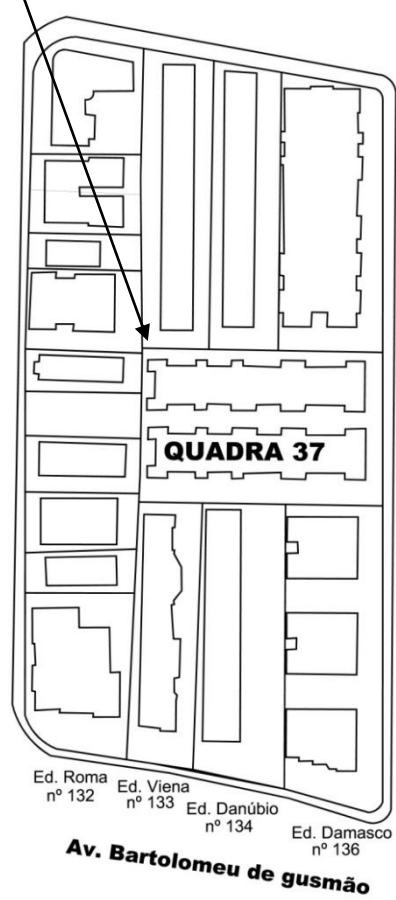 QUADRA 37
Ed. Roma
nº 132
Ed. Viena
nº 133
Ed. Danúbio
nº 134
Ed. Damasco
nº 136
Av. Bartolomeu de gusmão